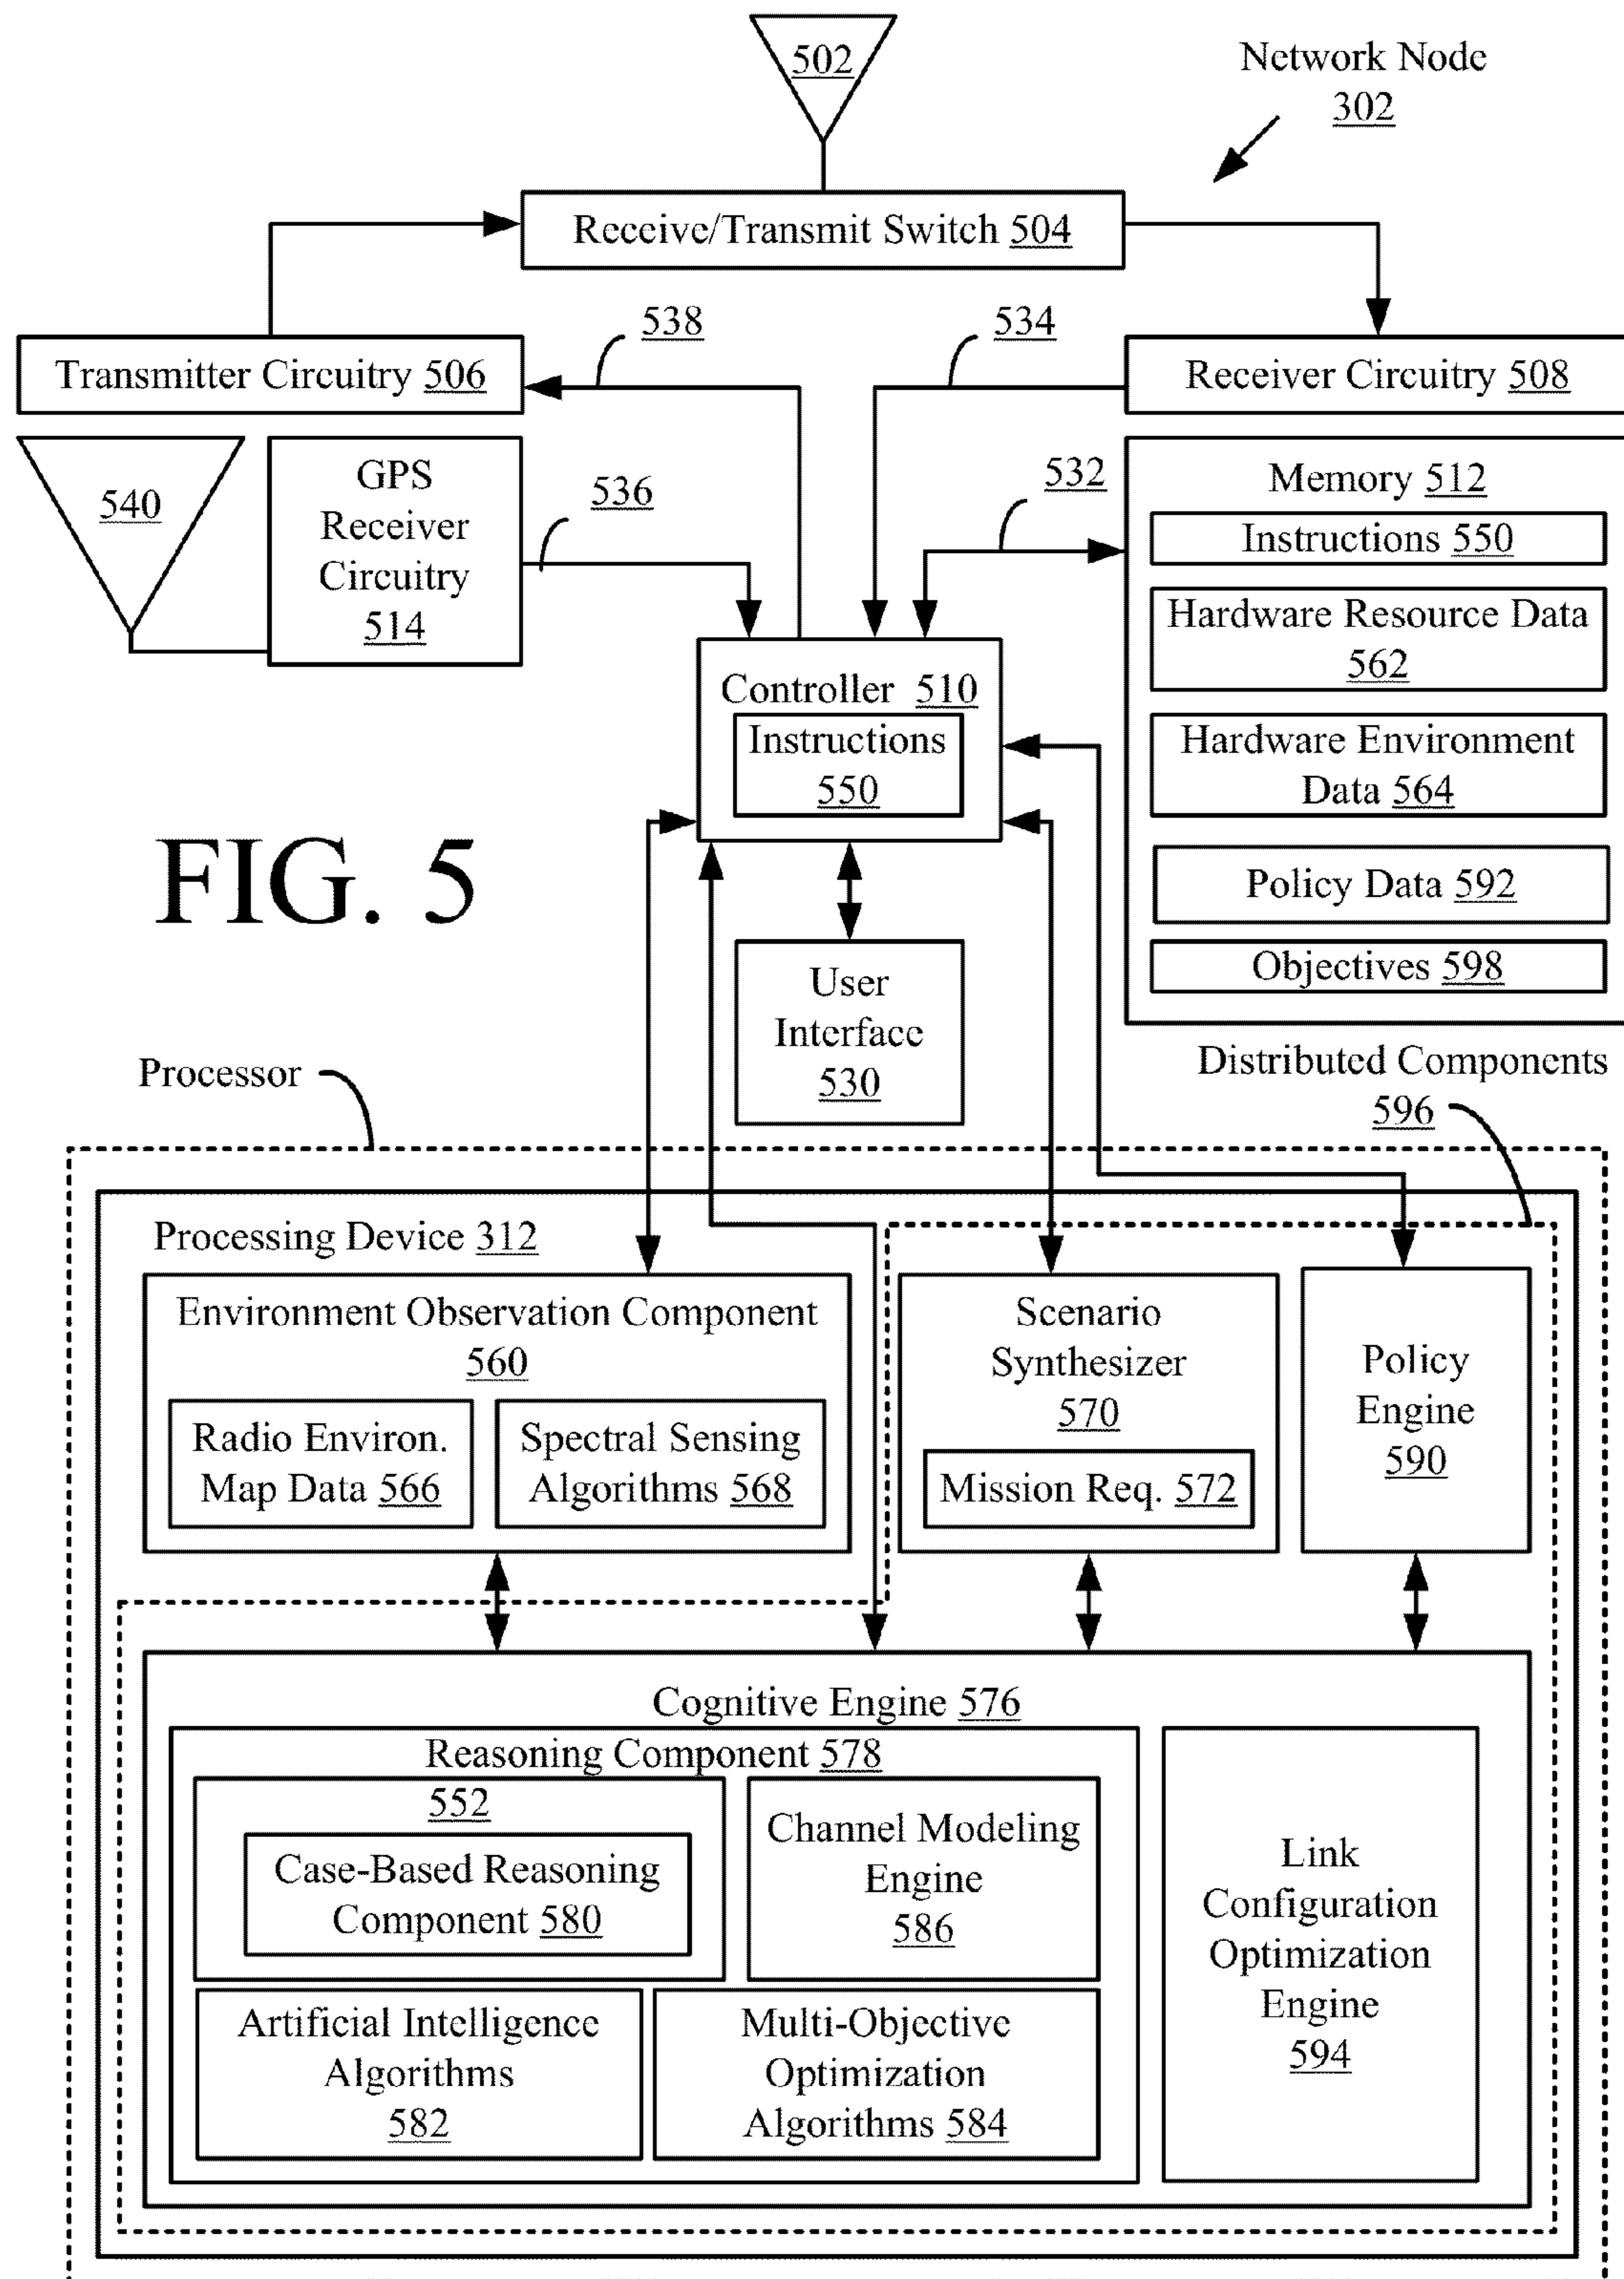 502
Network Node
302
Receive/Transmit Switch 504
538
534
Transmitter Circuitry 506
Receiver Circuitry 508
540
GPS
Receiver
Circuitry
514
536
532
Memory 512
Instructions 550
Hardware Resource Data
562
Hardware Environment
Data 564
Policy Data 592
Objectives 598
Controller 510
Instructions
550
FIG. 5
User
Interface
530
Processor
Distributed Components
596
Processing Device 312
Environment Observation Component
560
Radio Environ.
Map Data 566
Spectral Sensing
Algorithms 568
Scenario
Synthesizer
570
Mission Req. 572
Policy
Engine
590
Cognitive Engine 576
Reasoning Component 578
552
Case-Based Reasoning
Component 580
Channel Modeling
Engine
586
Artificial Intelligence
Algorithms
582
Multi-Objective
Optimization
Algorithms 584
Link
Configuration
Optimization
Engine
594